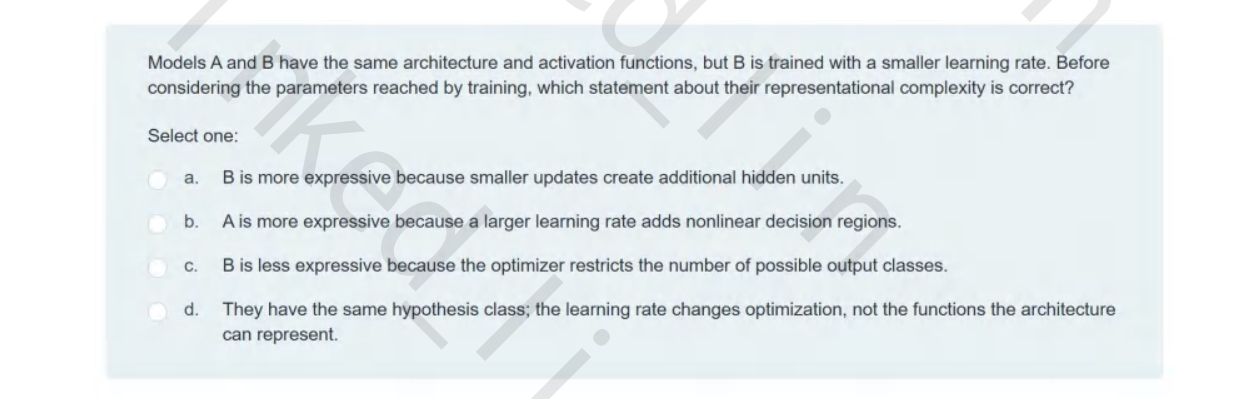 Models A and B have the same architecture and activation functions, but B is trained with a smaller learning rate. Before
considering the parameters reached by training, which statement about their representational complexity is correct?
Select one:
a. B is more expressive because smaller updates create additional hidden units.
b. A is more expressive because a larger learning rate adds nonlinear decision regions.
c. B is less expressive because the optimizer restricts the number of possible output classes.
d. They have the same hypothesis class; the learning rate changes optimization, not the functions the architecture
can represent.